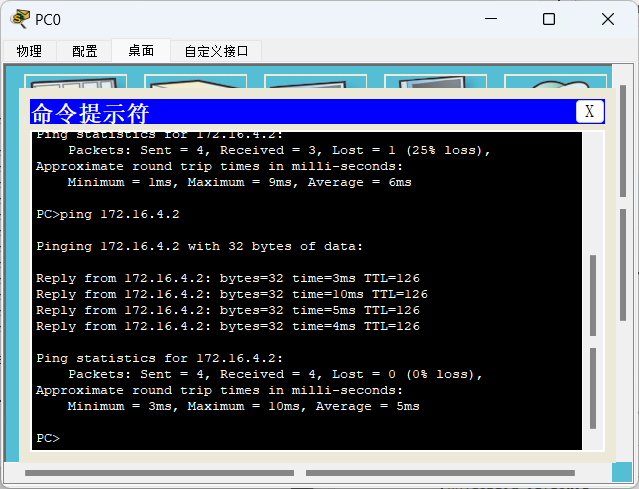 PC0
物理 配置 桌面 自定义接口
命令提示符 X
Ping statistics for 172.16.4.2:
Packets: Sent = 4, Received = 3, Lost = 1 (25% loss),
Approximate round trip times in milli-seconds:
Minimum = 1ms, Maximum = 9ms, Average = 6ms
PC>ping 172.16.4.2
Pinging 172.16.4.2 with 32 bytes of data:
Reply from 172.16.4.2: bytes=32 time=3ms TTL=126
Reply from 172.16.4.2: bytes=32 time=10ms TTL=126
Reply from 172.16.4.2: bytes=32 time=5ms TTL=126
Reply from 172.16.4.2: bytes=32 time=4ms TTL=126
Ping statistics for 172.16.4.2:
Packets: Sent = 4, Received = 4, Lost = 0 (0% loss),
Approximate round trip times in milli-seconds:
Minimum = 3ms, Maximum = 10ms, Average = 5ms
PC>